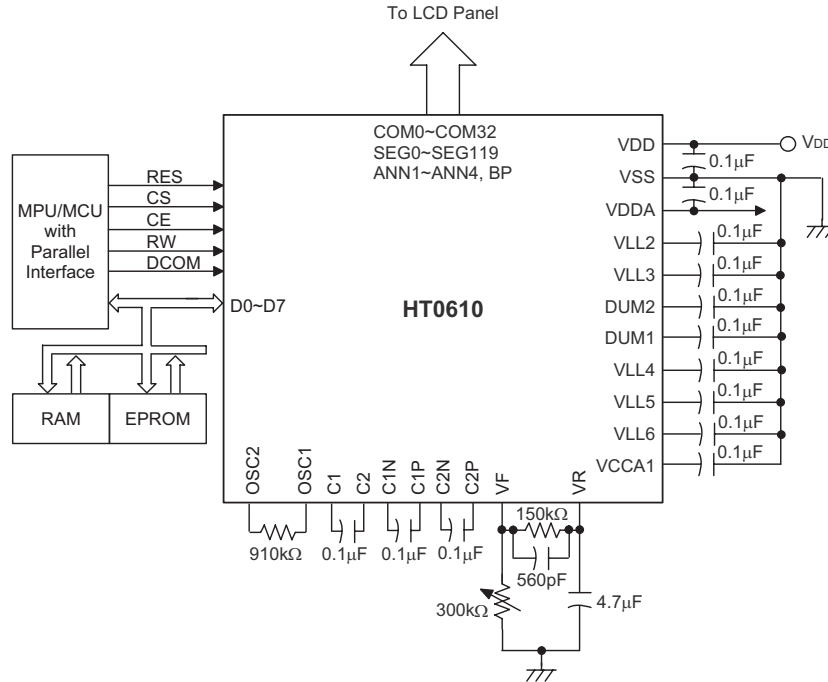 To LCD Panel
COM0~COM32
SEG0~SEG119
ANN1~ANN4, BP
MPU/MCU
with
Parallel
Interface
RES
CS
CE
RW
DCOM
D0~D7
HT0610
RAM
EPROM
VDD
VSS
VDDA
VLL2
VLL3
DUM2
DUM1
VLL4
VLL5
VLL6
VCCA1
VDD
0.1µF
0.1µF
0.1µF
0.1µF
0.1µF
0.1µF
0.1µF
0.1µF
0.1µF
0.1µF
OSC2
OSC1
C1
C2
C1N
C1P
C2N
C2P
VF
VR
910kΩ
0.1µF
0.1µF
0.1µF
150kΩ
560pF
300kΩ
4.7µF